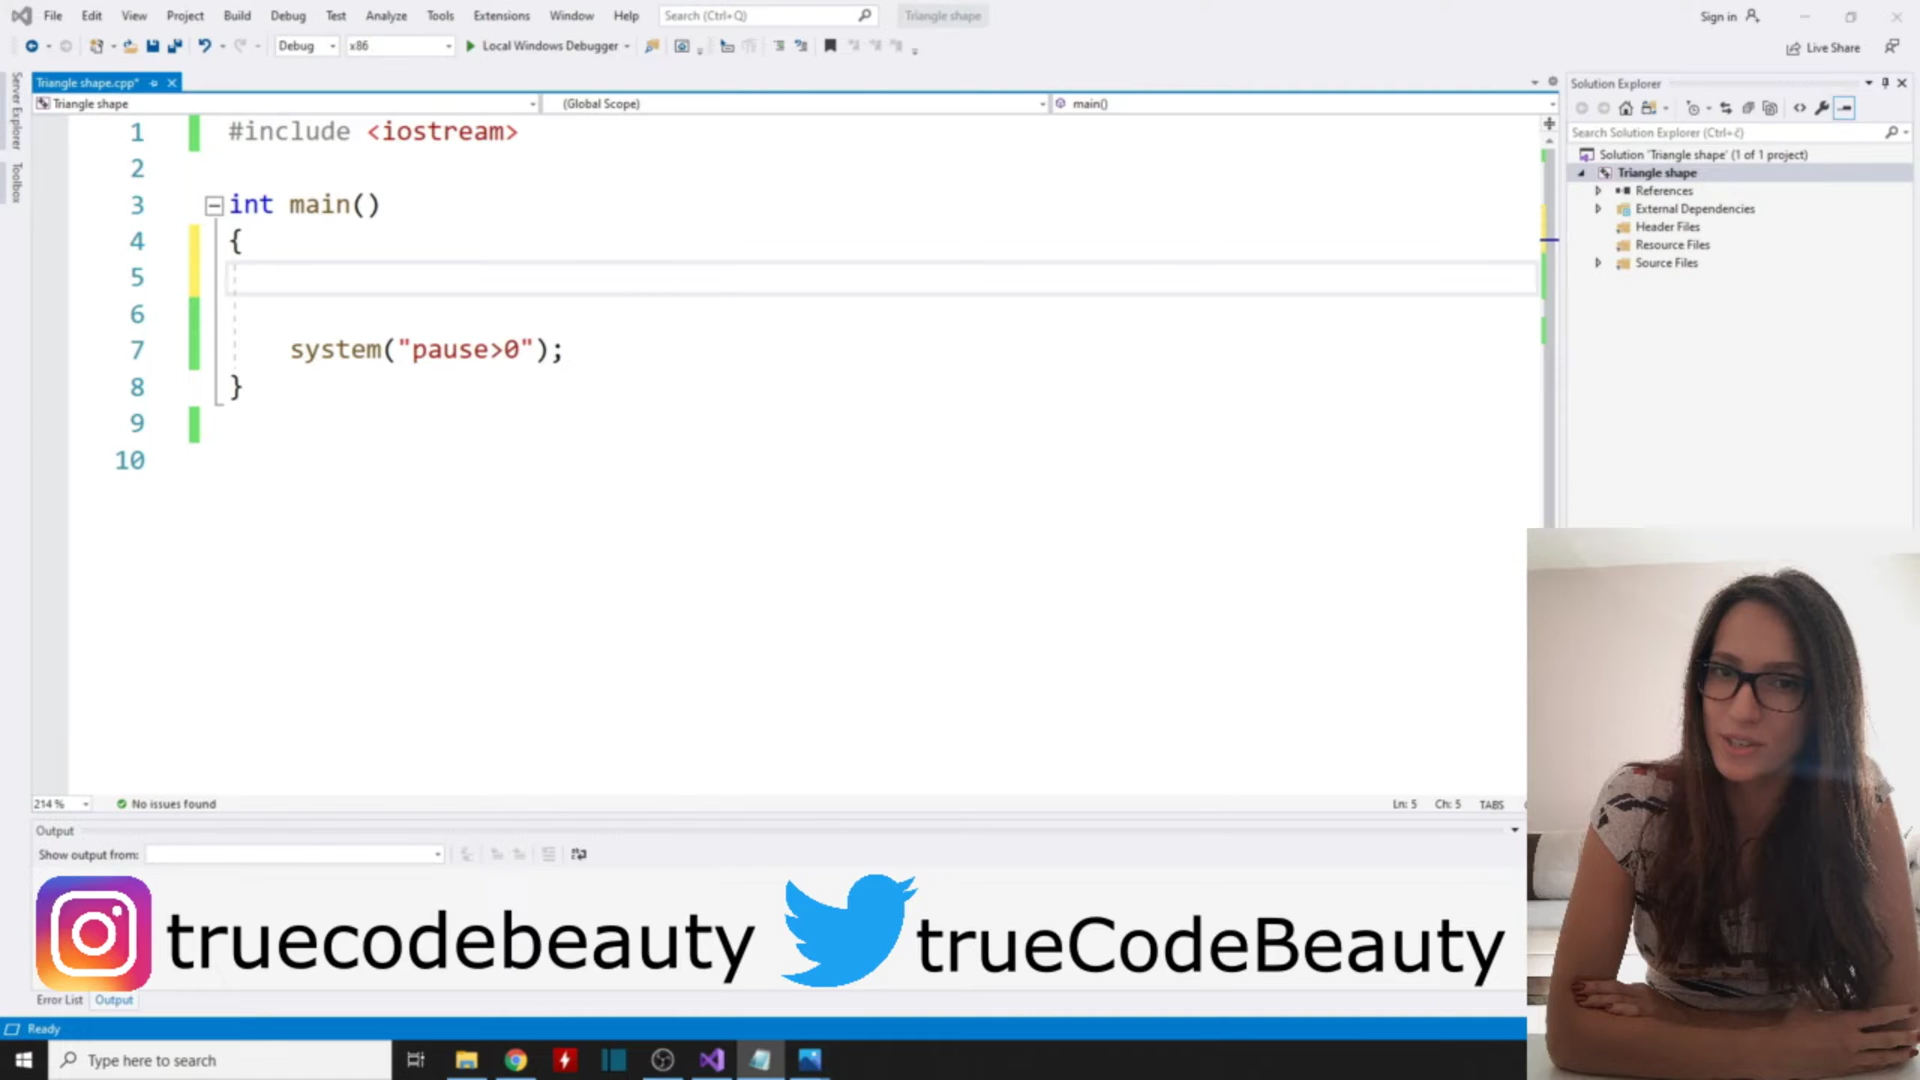 File Edit View Project Build Debug Test Analyze Tools Extensions Window Help Search (Ctrl+Q) Triangle shape Sign in
Debug x86 Local Windows Debugger Live Share
Server Explorer
Toolbox
Triangle shape.cpp*
Triangle shape (Global Scope) main()
1 #include <iostream>
2
3 int main()
4 {
5
6
7 system("pause>0");
8 }
9
10
Solution Explorer
Search Solution Explorer (Ctrl+č)
Solution 'Triangle shape' (1 of 1 project)
Triangle shape
References
External Dependencies
Header Files
Resource Files
Source Files
214 % No issues found Ln: 5 Ch: 5 TABS
Output
Show output from:
truecodebeauty trueCodeBeauty
Error List Output
Ready
Type here to search